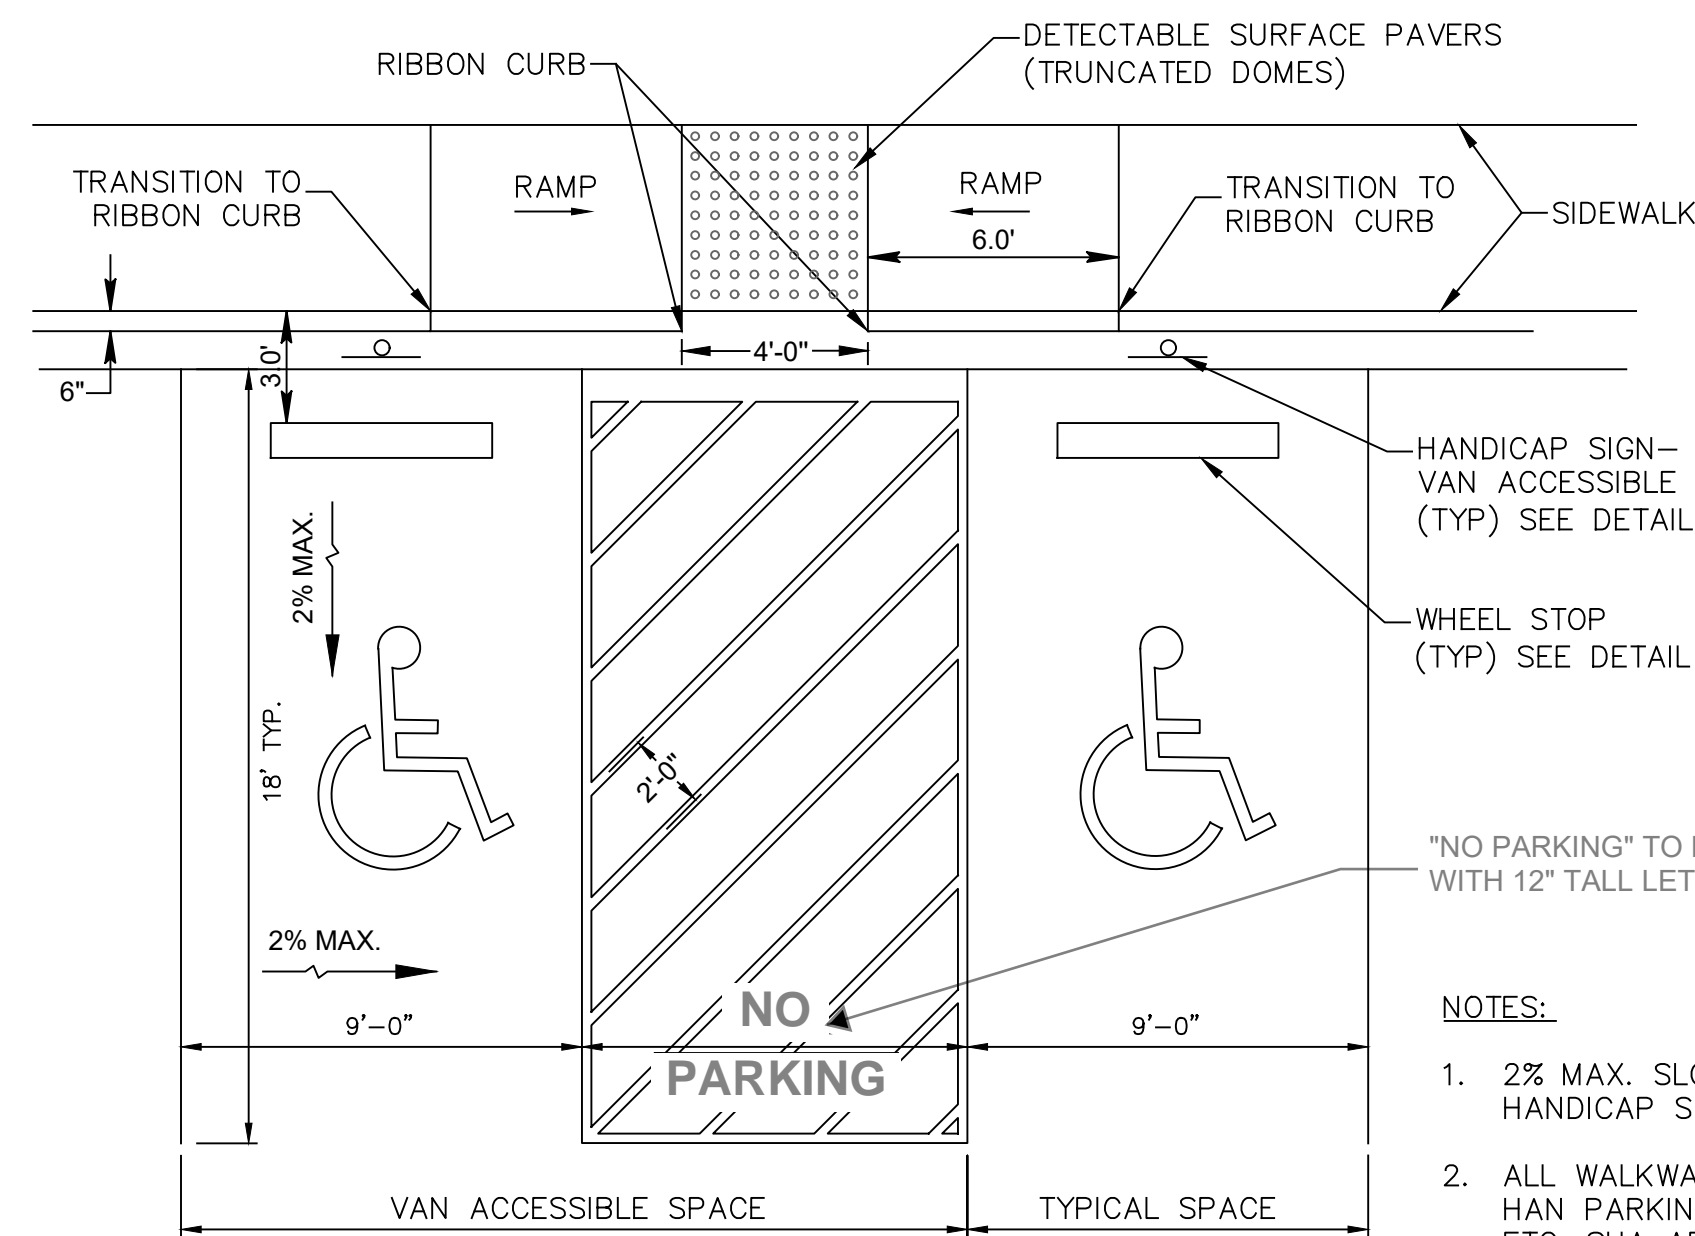 DETECTABLE SURFACE PAVERS
(TRUNCATED DOMES)
RIBBON CURB
TRANSITION TO
RIBBON CURB
RAMP
RAMP
6.0'
TRANSITION TO
RIBBON CURB
SIDEWALK
4'-0"
3.0'
6"
HANDICAP SIGN-
VAN ACCESSIBLE
(TYP) SEE DETAIL
2% MAX.
WHEEL STOP
(TYP) SEE DETAIL
18' TYP.
2'-0"
"NO PARKING" TO
WITH 12" TALL
2% MAX.
NO
PARKING
9'-0"
9'-0"
NOTES:
1. 2% MAX.
HANDICAP
2. ALL
HAN
VAN ACCESSIBLE SPACE
TYPICAL SPACE